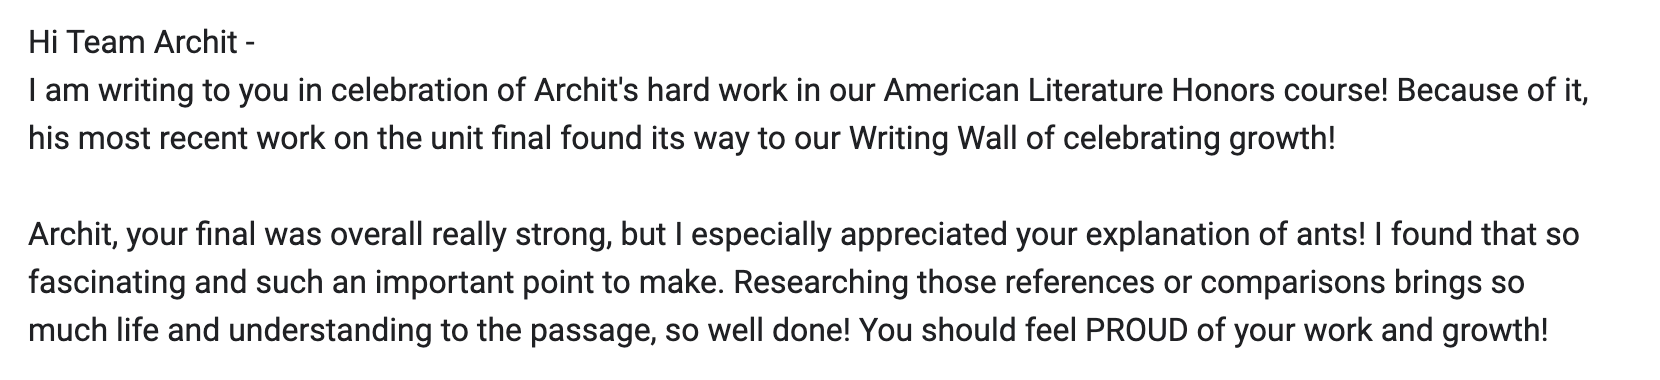 Hi Team Archit -
I am writing to you in celebration of Archit's hard work in our American Literature Honors course! Because of it,
his most recent work on the unit final found its way to our Writing Wall of celebrating growth!
Archit, your final was overall really strong, but I especially appreciated your explanation of ants! I found that so
fascinating and such an important point to make. Researching those references or comparisons brings so
much life and understanding to the passage, so well done! You should feel PROUD of your work and growth!